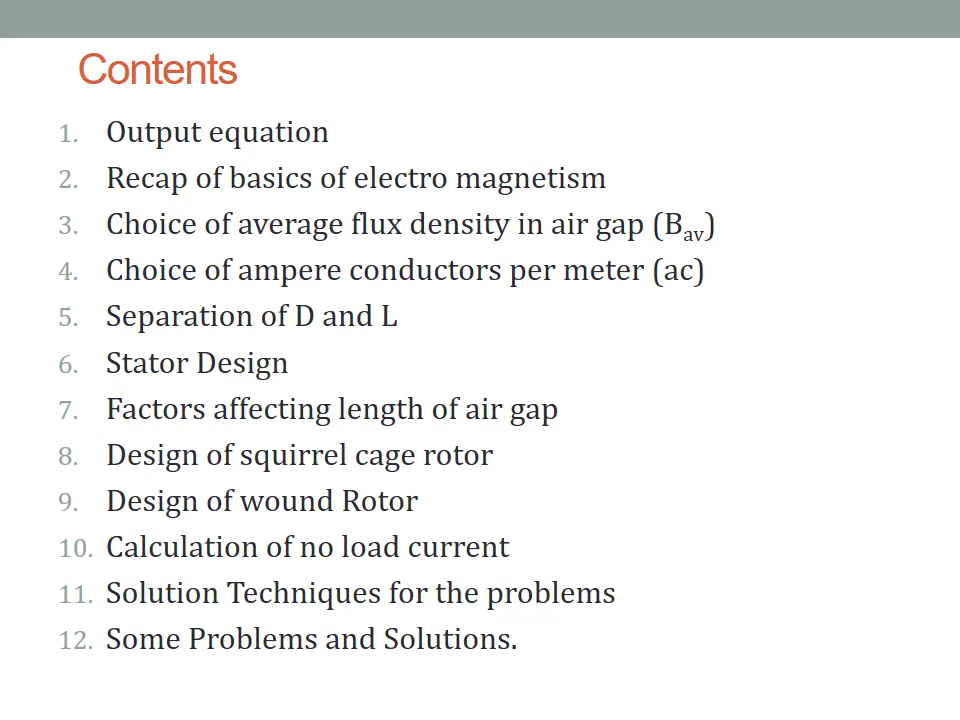 Contents
1. Output equation
2. Recap of basics of electro magnetism
3. Choice of average flux density in air gap (Bav)
4. Choice of ampere conductors per meter (ac)
5. Separation of D and L
6. Stator Design
7. Factors affecting length of air gap
8. Design of squirrel cage rotor
9. Design of wound Rotor
10. Calculation of no load current
11. Solution Techniques for the problems
12. Some Problems and Solutions.